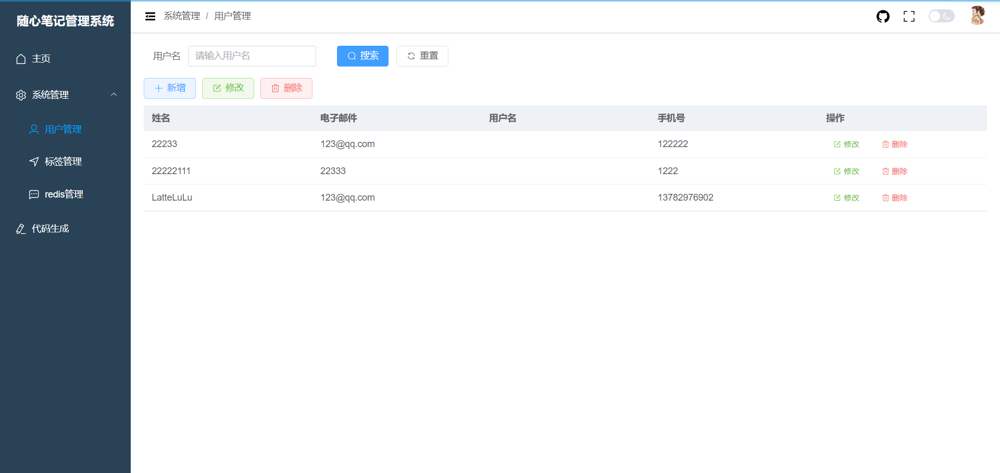 随心笔记管理系统
主页
系统管理
用户管理
标签管理
redis管理
代码生成
系统管理 / 用户管理
用户名 请输入用户名 搜索 重置
新增 修改 删除
姓名 电子邮件 用户名 手机号 操作
22233 123@qq.com 122222 修改 删除
22222111 22333 1222 修改 删除
LatteLuLu 123@qq.com 13782976902 修改 删除